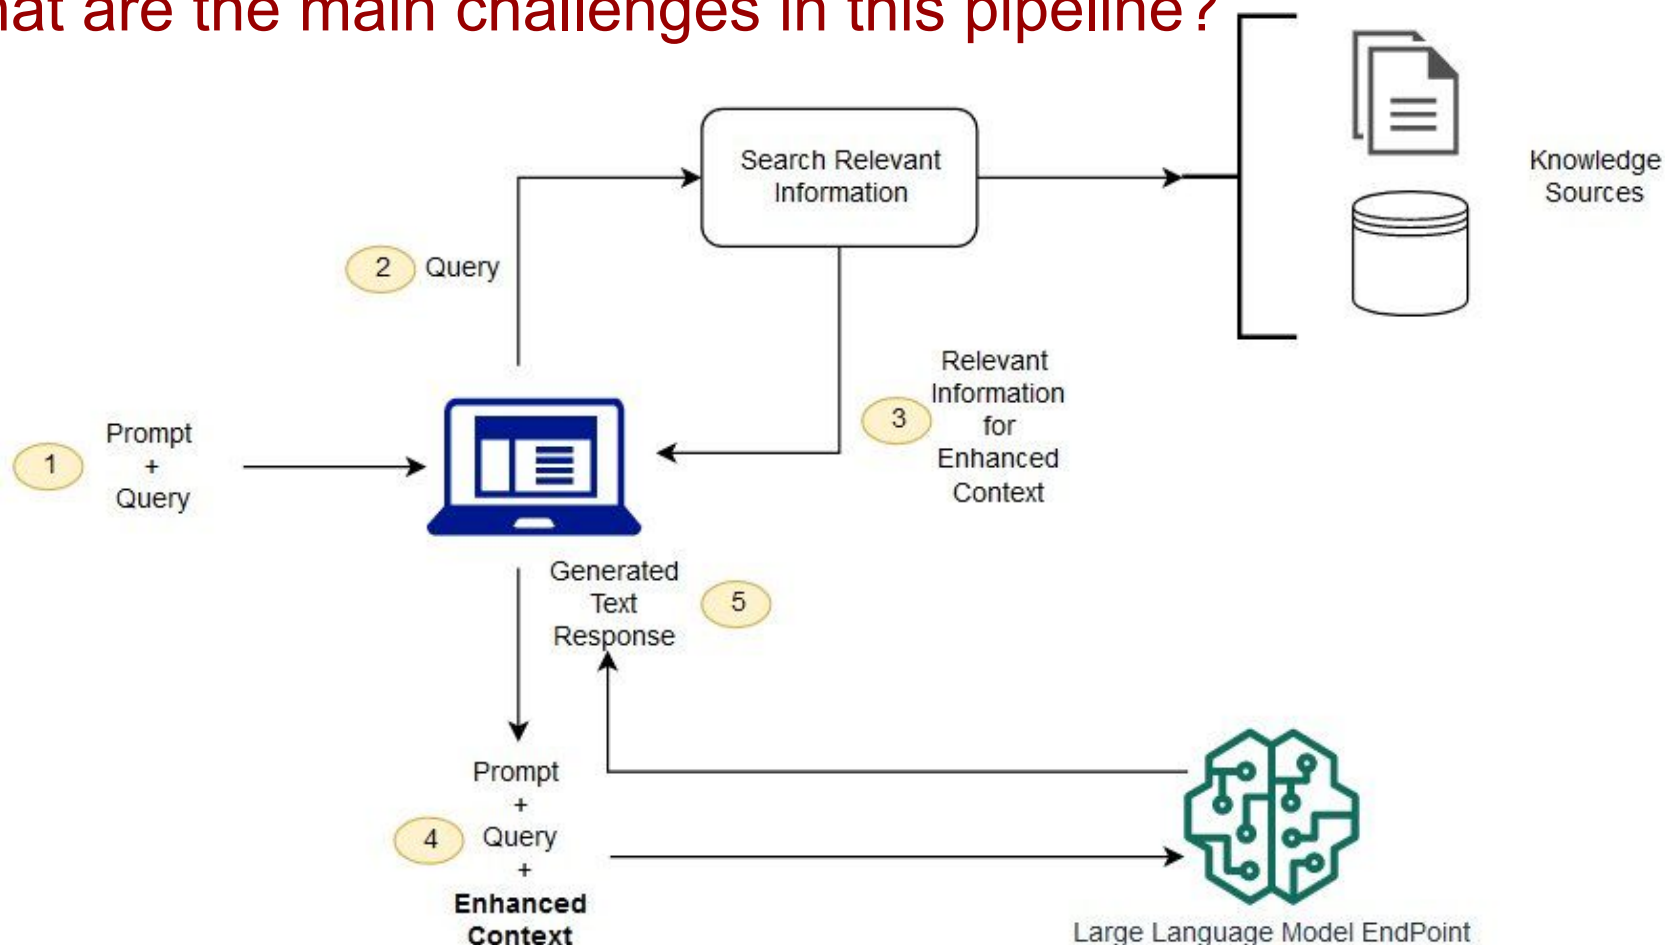 hat are the main challenges in this pipeline?
Search Relevant
Information
Knowledge
Sources
2 Query
Relevant
Information
for
Enhanced
Context
3
1
Prompt
+
Query
Generated
Text
Response
5
Prompt
+
4 Query
+
Enhanced
Context
Large Language Model EndPoint